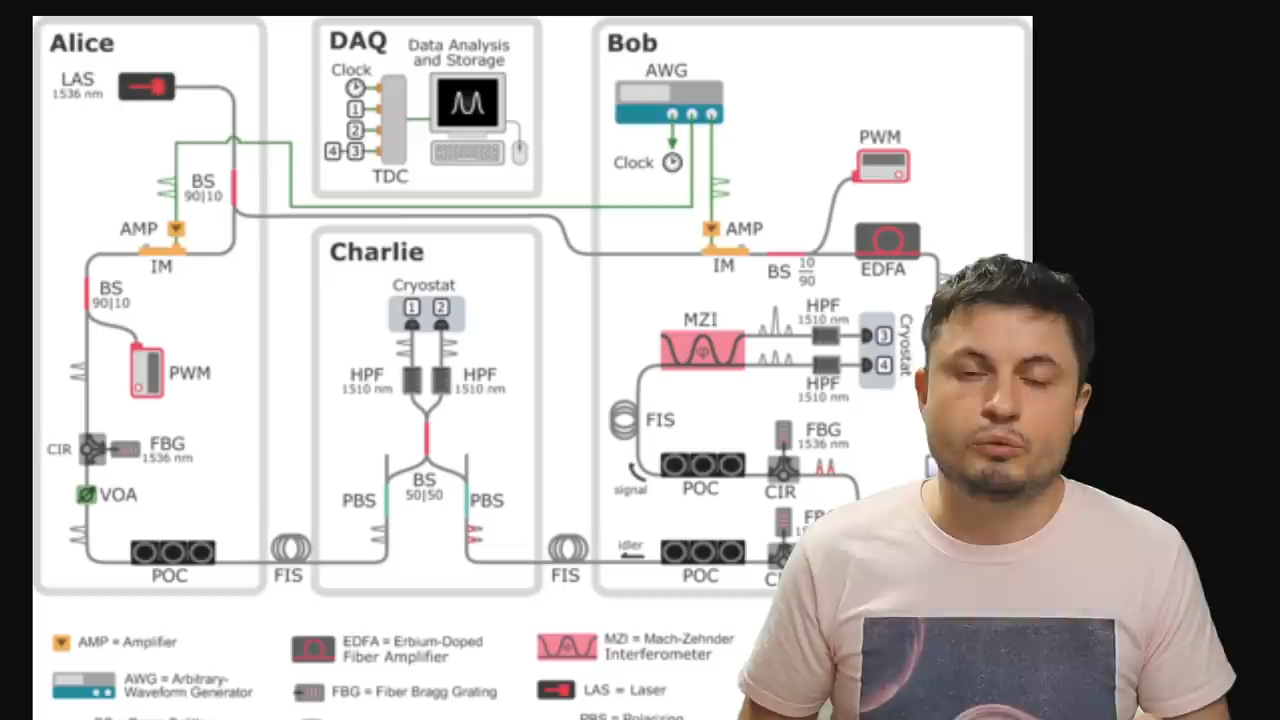 Alice
LAS
1536 nm
BS
90|10
AMP
IM
BS
90|10
PWM
CIR
FBG
1536 nm
VOA
POC
FIS
DAQ
Data Analysis
and Storage
Clock
1
2
4
3
TDC
Charlie
Cryostat
1
2
HPF
1510 nm
HPF
1510 nm
BS
50|50
PBS
PBS
FIS
Bob
AWG
Clock
PWM
AMP
IM
BS
10
90
EDFA
MZI
φ
HPF
1510 nm
HPF
1510 nm
3
4
Cryostat
FIS
FBG
1536 nm
signal
POC
CIR
idler
POC
AMP = Amplifier
AWG = Arbitrary-
Waveform Generator
EDFA = Erbium-Doped
Fiber Amplifier
FBG = Fiber Bragg Grating
MZI = Mach-Zehnder
Interferometer
LAS = Laser
PBS = Polarizing